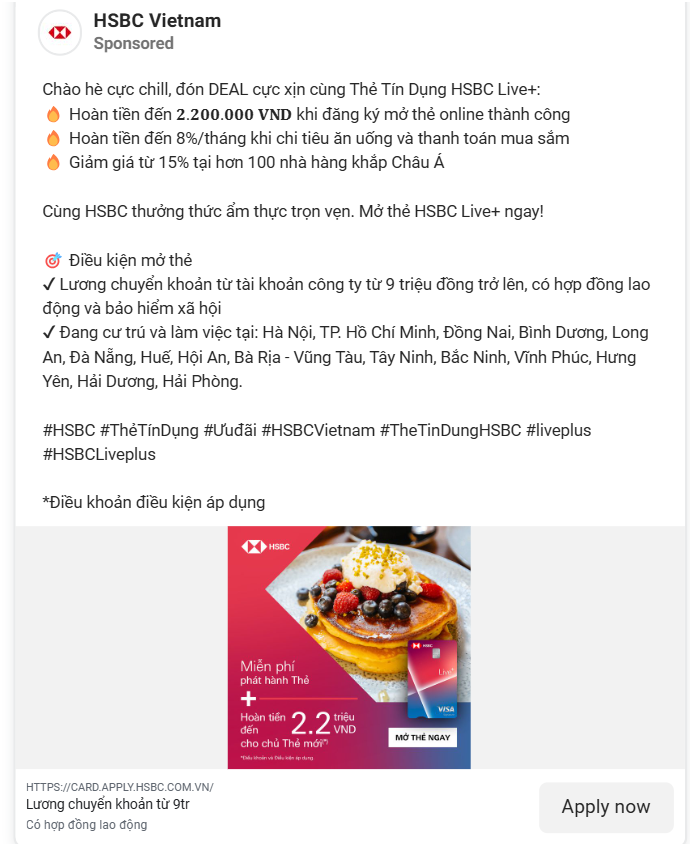 HSBC Vietnam
Sponsored
Chào hè cực chill, đón DEAL cực xịn cùng Thẻ Tín Dụng HSBC Live+:
🔥 Hoàn tiền đến 2.200.000 VND khi đăng ký mở thẻ online thành công
🔥 Hoàn tiền đến 8%/tháng khi chi tiêu ăn uống và thanh toán mua sắm
🔥 Giảm giá từ 15% tại hơn 100 nhà hàng khắp Châu Á
Cùng HSBC thưởng thức ẩm thực trọn vẹn. Mở thẻ HSBC Live+ ngay!
🎯 Điều kiện mở thẻ
✔ Lương chuyển khoản từ tài khoản công ty từ 9 triệu đồng trở lên, có hợp đồng lao
động và bảo hiểm xã hội
✔ Đang cư trú và làm việc tại: Hà Nội, TP. Hồ Chí Minh, Đồng Nai, Bình Dương, Long
An, Đà Nẵng, Huế, Hội An, Bà Rịa - Vũng Tàu, Tây Ninh, Bắc Ninh, Vĩnh Phúc, Hưng
Yên, Hải Dương, Hải Phòng.
#HSBC #ThẻTínDụng #Ưuđãi #HSBCVietnam #TheTinDungHSBC #liveplus
#HSBCLiveplus
*Điều khoản điều kiện áp dụng
HSBC
Miễn phí
phát hành Thẻ
+
Hoàn tiền
đến
2.2 triệu
VND
cho chủ Thẻ mới(*)
*Điều khoản và Điều kiện áp dụng
HSBC
Live+
VISA
MỞ THẺ NGAY
HTTPS://CARD.APPLY.HSBC.COM.VN/
Lương chuyển khoản từ 9tr
Có hợp đồng lao động
Apply now